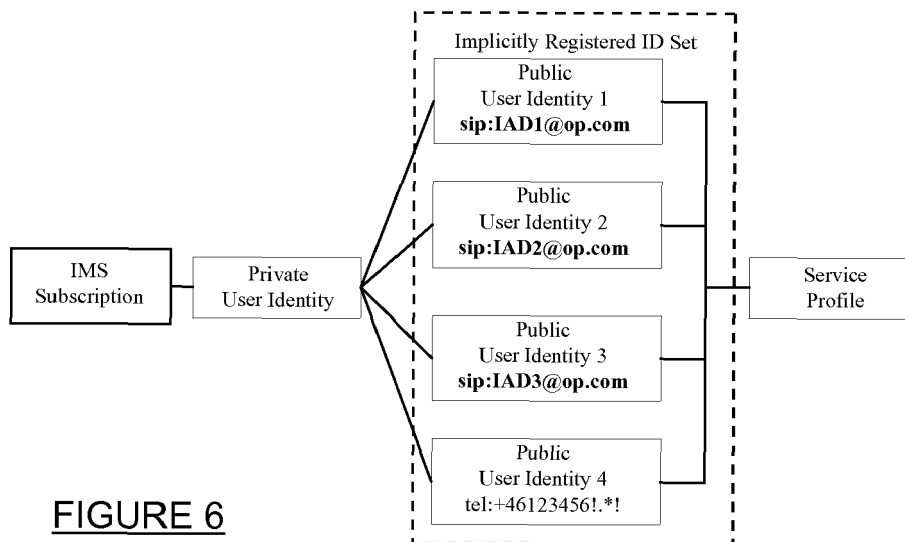 Implicitly Registered ID Set
Public
User Identity 1
sip:IAD1@op.com
Public
User Identity 2
sip:IAD2@op.com
IMS
Subscription
Private
User Identity
Service
Profile
Public
User Identity 3
sip:IAD3@op.com
Public
User Identity 4
tel:+46123456!.*!
FIGURE 6